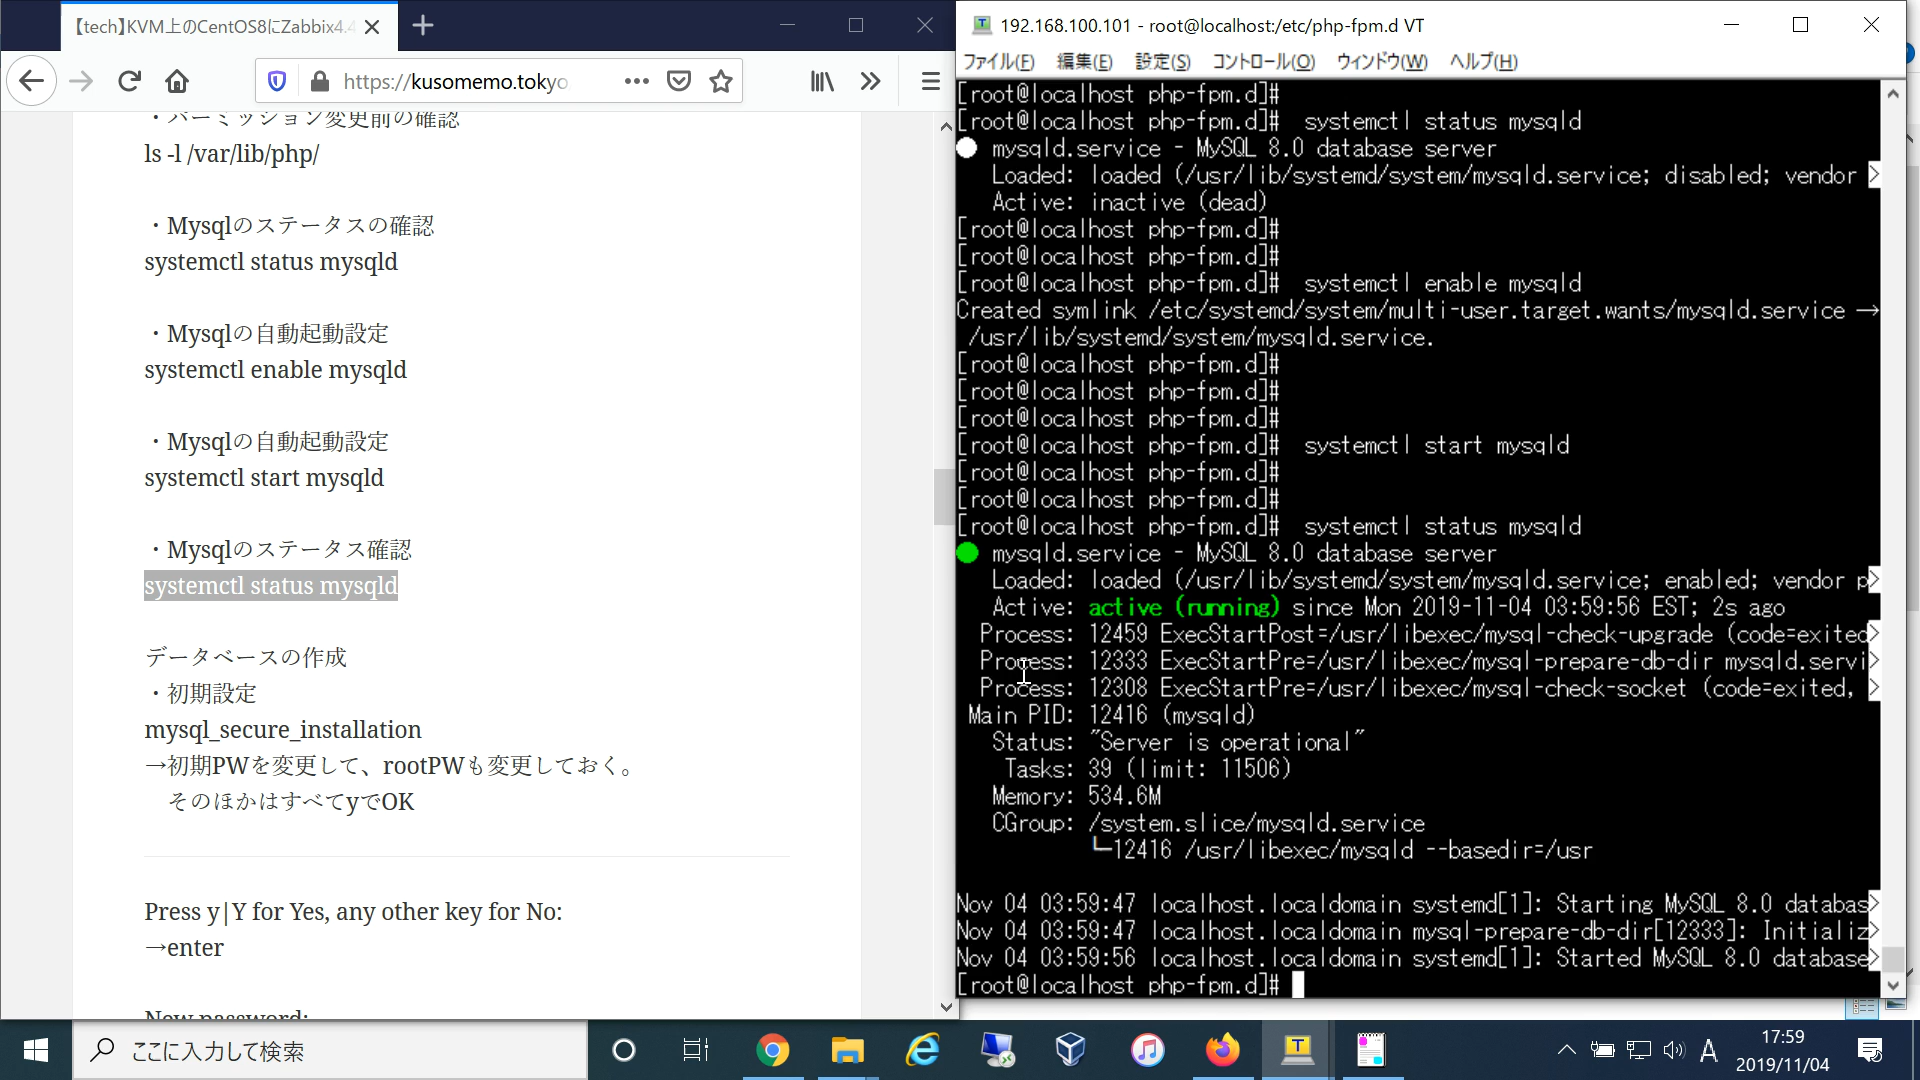 【tech】KVM上のCentOS8にZabbix4.4
https://kusomemo.tokyo
・パーミッション変更前の確認
ls -l /var/lib/php/
・Mysqlのステータスの確認
systemctl status mysqld
・Mysqlの自動起動設定
systemctl enable mysqld
・Mysqlの自動起動設定
systemctl start mysqld
・Mysqlのステータス確認
systemctl status mysqld
データベースの作成
・初期設定
mysql_secure_installation
→初期PWを変更して、rootPWも変更しておく。
そのほかはすべてyでOK
Press y|Y for Yes, any other key for No:
→enter
New password:
192.168.100.101 - root@localhost:/etc/php-fpm.d VT
ファイル(F) 編集(E) 設定(S) コントロール(O) ウィンドウ(W) ヘルプ(H)
[root@localhost php-fpm.d]#
[root@localhost php-fpm.d]# systemctl status mysqld
● mysqld.service - MySQL 8.0 database server
Loaded: loaded (/usr/lib/systemd/system/mysqld.service; disabled; vendor >
Active: inactive (dead)
[root@localhost php-fpm.d]#
[root@localhost php-fpm.d]#
[root@localhost php-fpm.d]# systemctl enable mysqld
Created symlink /etc/systemd/system/multi-user.target.wants/mysqld.service →
/usr/lib/systemd/system/mysqld.service.
[root@localhost php-fpm.d]#
[root@localhost php-fpm.d]#
[root@localhost php-fpm.d]#
[root@localhost php-fpm.d]# systemctl start mysqld
[root@localhost php-fpm.d]#
[root@localhost php-fpm.d]#
[root@localhost php-fpm.d]# systemctl status mysqld
● mysqld.service - MySQL 8.0 database server
Loaded: loaded (/usr/lib/systemd/system/mysqld.service; enabled; vendor p>
Active: active (running) since Mon 2019-11-04 03:59:56 EST; 2s ago
Process: 12459 ExecStartPost=/usr/libexec/mysql-check-upgrade (code=exited>
Process: 12333 ExecStartPre=/usr/libexec/mysql-prepare-db-dir mysqld.servi>
Process: 12308 ExecStartPre=/usr/libexec/mysql-check-socket (code=exited, >
Main PID: 12416 (mysqld)
Status: "Server is operational"
Tasks: 39 (limit: 11506)
Memory: 534.6M
CGroup: /system.slice/mysqld.service
└─12416 /usr/libexec/mysqld --basedir=/usr
Nov 04 03:59:47 localhost.localdomain systemd[1]: Starting MySQL 8.0 databas>
Nov 04 03:59:47 localhost.localdomain mysql-prepare-db-dir[12333]: Initializ>
Nov 04 03:59:56 localhost.localdomain systemd[1]: Started MySQL 8.0 database>
[root@localhost php-fpm.d]#
ここに入力して検索
A
17:59
2019/11/04